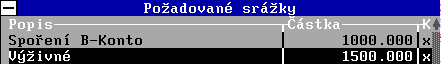 Požadované srážky
Popis Částka K
Spoření B-Konto 1000.000 x
Výživné 1500.000 x